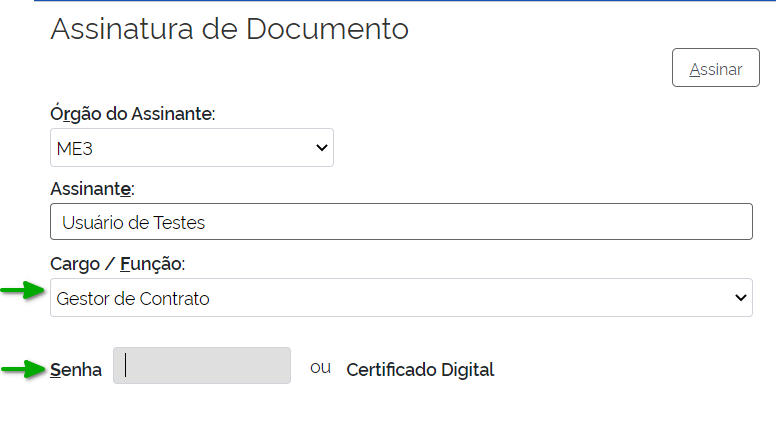 Assinatura de Documento
Assinar
Órgão do Assinante:
ME3
Assinante:
Usuário de Testes
Cargo / Função:
Gestor de Contrato
Senha ou Certificado Digital